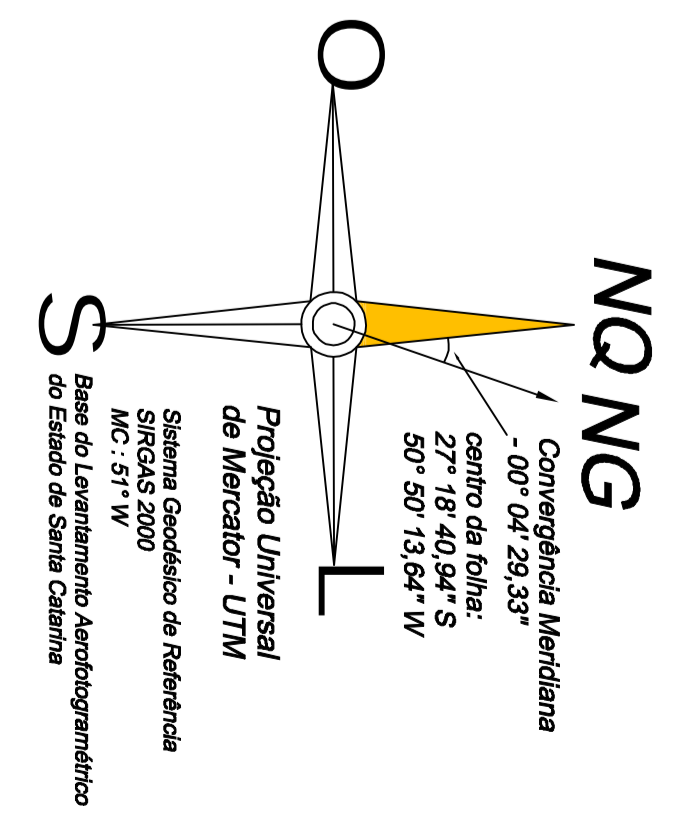 O
NQ NG
Convergência Meridiana
- 00° 04' 29,33"
centro da folha:
27° 18' 40,94" S
50° 50' 13,64" W
L
Projeção Universal
de Mercator - UTM
Sistema Geodésico de Referência
SIRGAS 2000
MC : 51° W
S
Base do Levantamento Aerofotogramétrico
do Estado de Santa Catarina